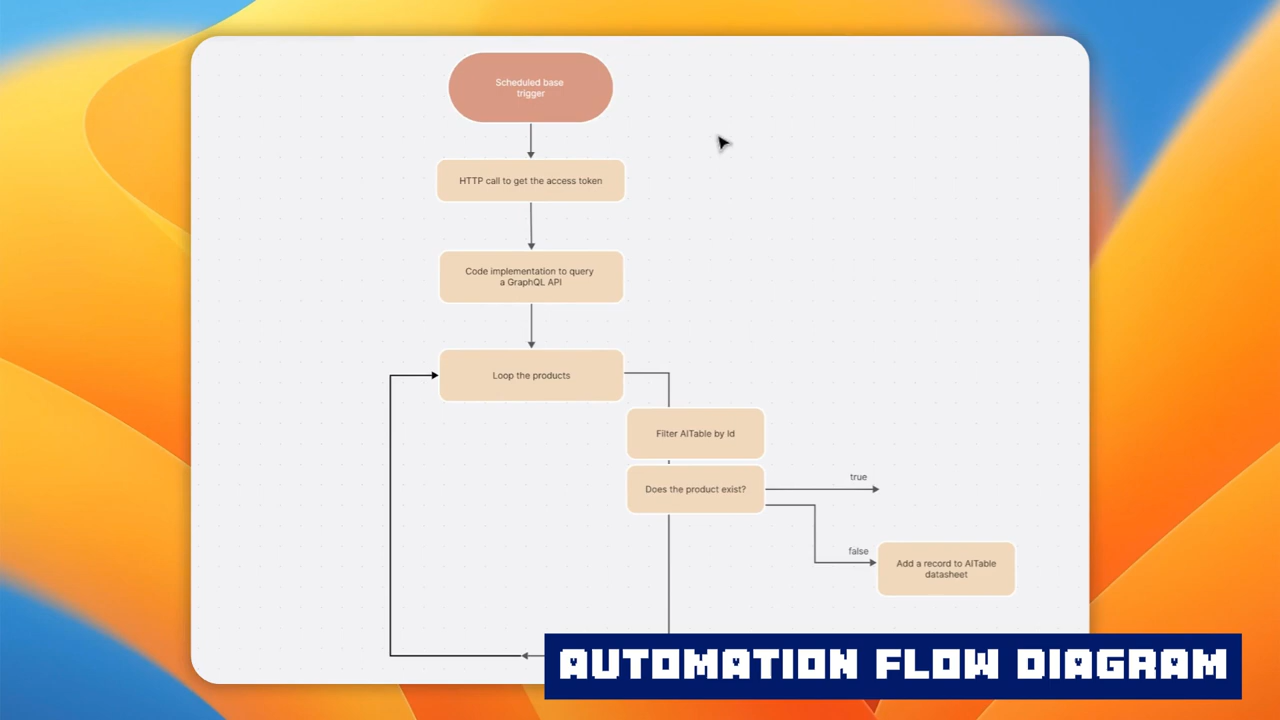 Scheduled base
trigger
HTTP call to get the access token
Code implementation to query
a GraphQL API
Loop the products
Filter AITable by Id
Does the product exist?
true
false
Add a record to AITable
datasheet
AUTOMATION FLOW DIAGRAM